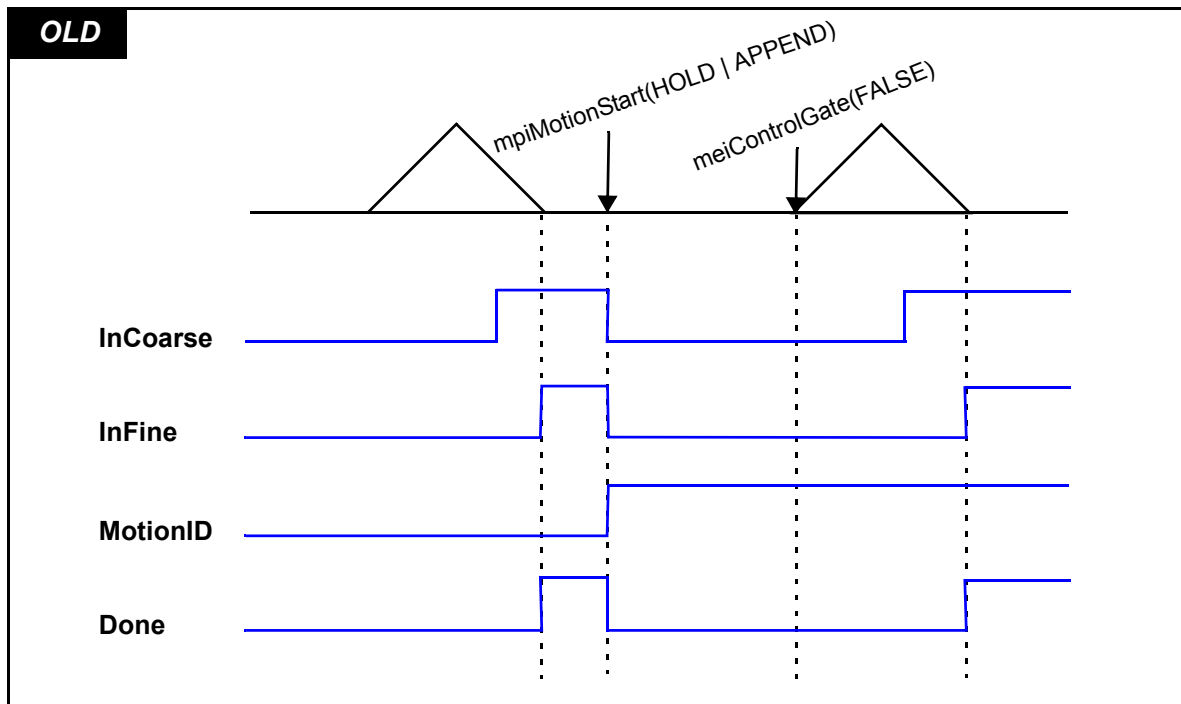 OLD
mpiMotionStart(HOLD | APPEND)
meiControlGate(FALSE)
InCoarse
InFine
MotionID
Done